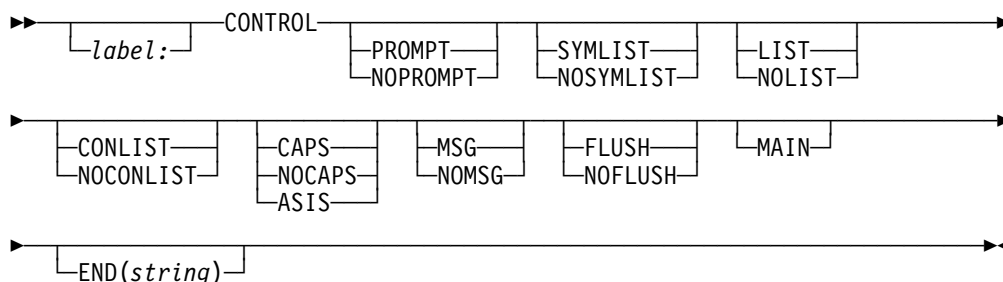 CONTROL
label:
PROMPT SYMLIST LIST
NOPROMPT NOSYMLIST NOLIST
CONLIST CAPS MSG FLUSH MAIN
NOCONLIST NOCAPS NOMSG NOFLUSH
ASIS
END(string)